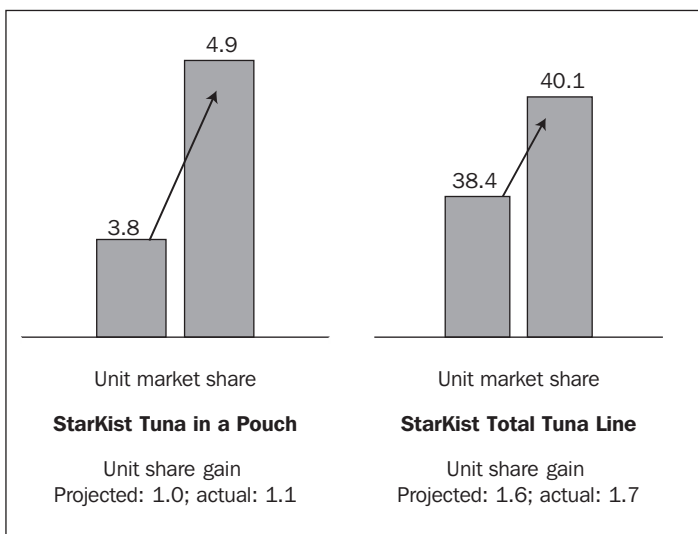 4.9
3.8
Unit market share
StarKist Tuna in a Pouch
Unit share gain
Projected: 1.0; actual: 1.1
40.1
38.4
Unit market share
StarKist Total Tuna Line
Unit share gain
Projected: 1.6; actual: 1.7